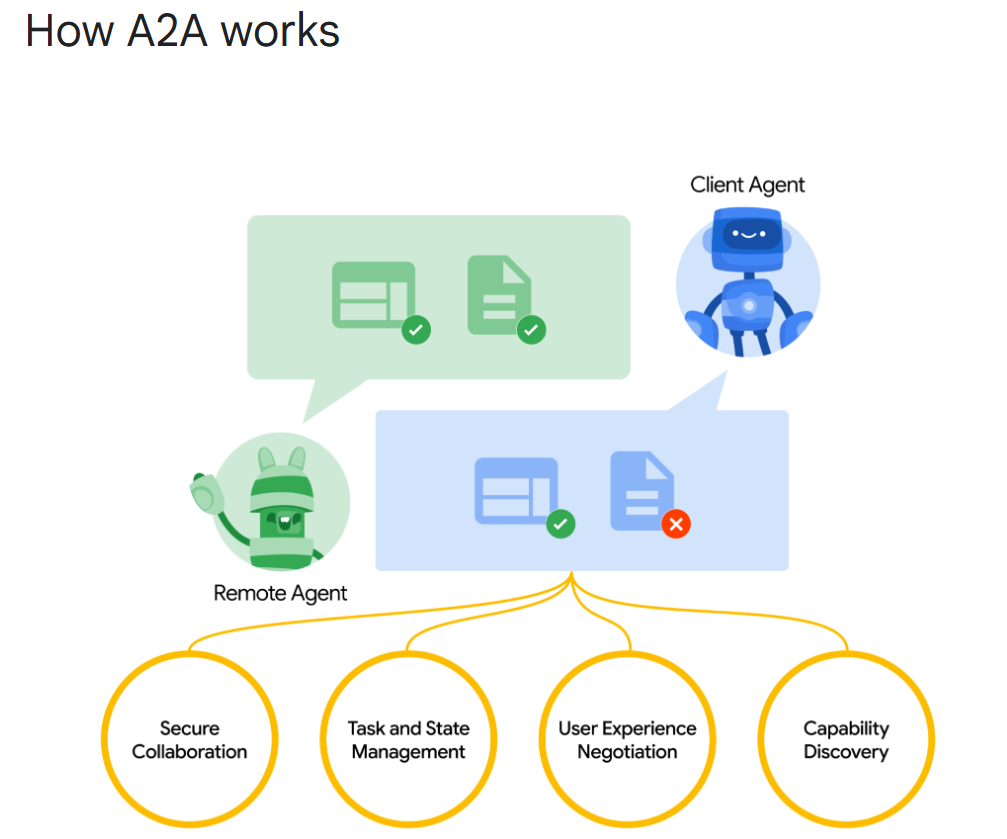 How A2A works
Client Agent
Remote Agent
Secure
Collaboration
Task and State
Management
User Experience
Negotiation
Capability
Discovery